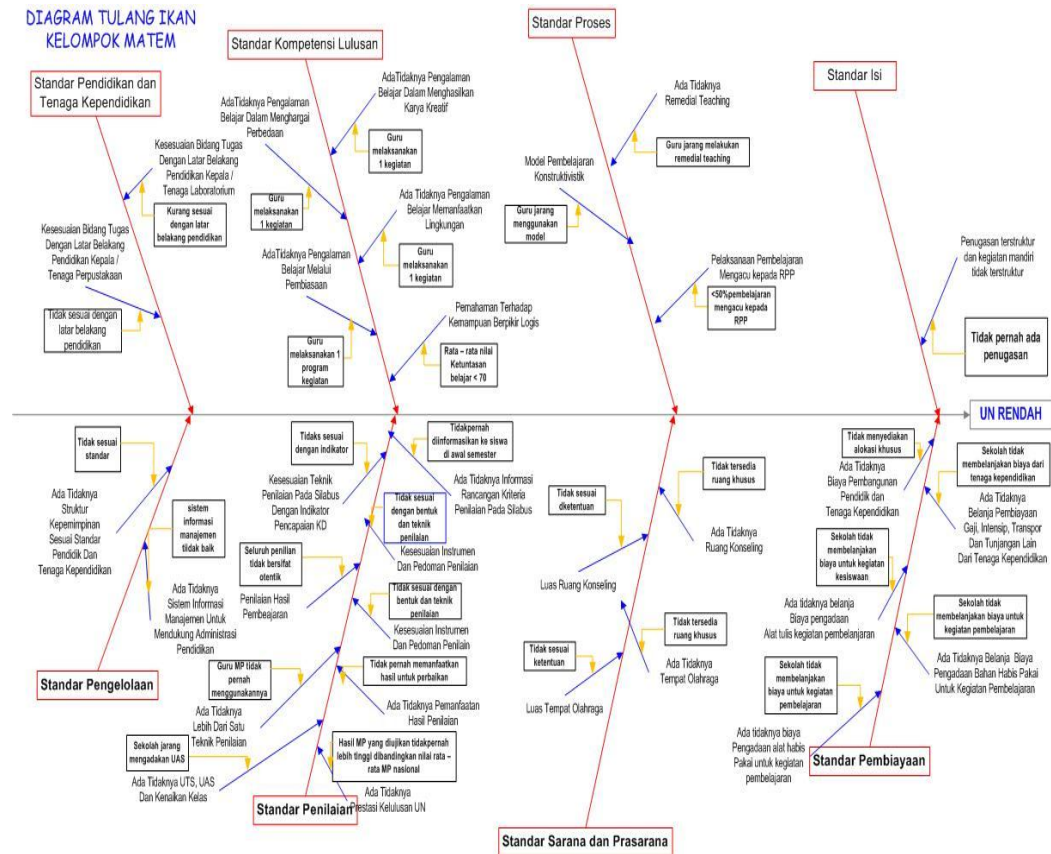 DIAGRAM TULANG IKAN
KELOMPOK MATEM
Standar Pendidikan dan
Tenaga Kependidikan
Kesesuaian Bidang Tugas
Dengan Latar Belakang
Pendidikan Kepala /
Tenaga Laboratorium
Kurang sesuai
dengan latar
belakang pendidikan
Kesesuaian Bidang Tugas
Dengan Latar Belakang
Pendidikan Kepala /
Tenaga Perpustakaan
Tidak sesuai dengan
latar belakang
pendidikan
Standar Kompetensi Lulusan
AdaTidaknya Pengalaman
Belajar Dalam Menghasilkan
Karya Kreatif
Guru
melaksanakan
1 kegiatan
AdaTidaknya Pengalaman
Belajar Dalam Menghargai
Perbedaan
Guru
melaksanakan
1 kegiatan
Ada Tidaknya Pengalaman
Belajar Memanfaatkan
Lingkungan
Guru
melaksanakan
1 kegiatan
AdaTidaknya Pengalaman
Belajar Melalui
Pembiasaan
Guru
melaksanakan 1
program
kegiatan
Pemahaman Terhadap
Kemampuan Berpikir Logis
Rata – rata nilai
Ketuntasan
belajar < 70
Standar Proses
Ada Tidaknya
Remedial Teaching
Guru jarang melakukan
remedial teaching
Model Pembelajaran
Konstruktivistik
Guru jarang
menggunakan
model
Pelaksanaan Pembelajaran
Mengacu kepada RPP
<50%pembelajaran
mengacu kepada
RPP
Standar Isi
Penugasan terstruktur
dan kegiatan mandiri
tidak terstruktur
Tidak pernah ada
penugasan
UN RENDAH
Tidak sesuai
standar
Ada Tidaknya
Struktur
Kepemimpinan
Sesuai Standar
Pendidik Dan
Tenaga Kependidikan
sistem
informasi
manajemen
tiidak baik
Ada Tidaknya
Sistem Informasi
Manajemen Untuk
Mendukung Administrasi
Pendidikan
Standar Pengelolaan
Tidaks sesuai
dengan indikator
Kesesuaian Teknik
Penilaian Pada Silabus
Dengan Indikator
Pencapaian KD
Tidakpernah
diinformasikan ke siswa
di awal semester
Ada Tidaknya Informasi
Rancangan Kriteria
Penilaian Pada Silabus
Tidak sesuai
dengan bentuk
dan teknik
penilaian
Kesesuaian Instrumen
Dan Pedoman Penilaian
Seluruh penilian
tidak bersifat
otentik
Penilaian Hasil
Pembeajaran
Tidak sesuai dengan
bentuk dan teknik
penilaian
Kesesuaian Instrumen
Dan Pedoman Penilain
Guru MP tidak
pernah
menggunakannya
Ada Tidaknya
Lebih Dari Satu
Teknik Penilaian
Tidak pernah memanfaatkan
hasil untuk perbaikan
Ada Tidaknya Pemanfaatan
Hasil Penilaian
Sekolah jarang
mengadakan UAS
Ada Tidaknya UTS, UAS
Dan Kenaikan Kelas
Hasil MP yang diujikan tidakpernah
lebih tinggi dibandingkan nilai rata –
rata MP nasional
Ada Tidaknya
Prestasi Kelulusan UN
Standar Penilaian
Tidak tersedia
ruang khusus
Ada Tidaknya
Ruang Konseling
Tidak sesuai
dketentuan
Luas Ruang Konseling
Tidak tersedia
ruang khusus
Ada Tidaknya
Tempat Olahraga
Tidak sesuai
ketentuan
Luas Tempat Olahraga
Standar Sarana dan Prasarana
Tidak menyediakan
alokasi khusus
Ada Tidaknya
Biaya Pembangunan
Pendidik dan
Tenaga Kependidikan
Sekolah tidak
membelanjakan biaya dari
tenaga kependidikan
Ada Tidaknya
Belanja Pembiayaan
Gaji, Intensip, Transpor
Dan Tunjangan Lain
Dari Tenaga Kependidikan
Sekolah tidak
membelanjakan
biaya untuk kegiatan
kesiswaan
Ada tidaknya belanja
Biaya pengadaan
Alat tulis kegiatan pembelanjaran
Sekolah tidak
membelanjakan biaya untuk
kegiatan pembelajaran
Ada Tidaknya Belanja Biaya
Pengadaan Bahan Habis Pakai
Untuk Kegiatan Pembelajaran
Sekolah tidak
membelanjakan
biaya untuk kegiatan
pembelajaran
Ada tidaknya biaya
Pengadaan alat habis
Pakai untuk kegiatan
pembelajaran
Standar Pembiayaan